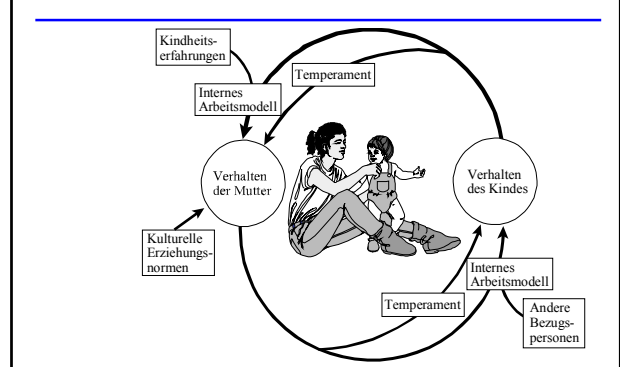 Kindheits-
erfahrungen
Temperament
Internes
Arbeitsmodell
Verhalten
der Mutter
Verhalten
des Kindes
Kulturelle
Erziehungs-
normen
Internes
Arbeitsmodell
Temperament
Andere
Bezugs-
personen